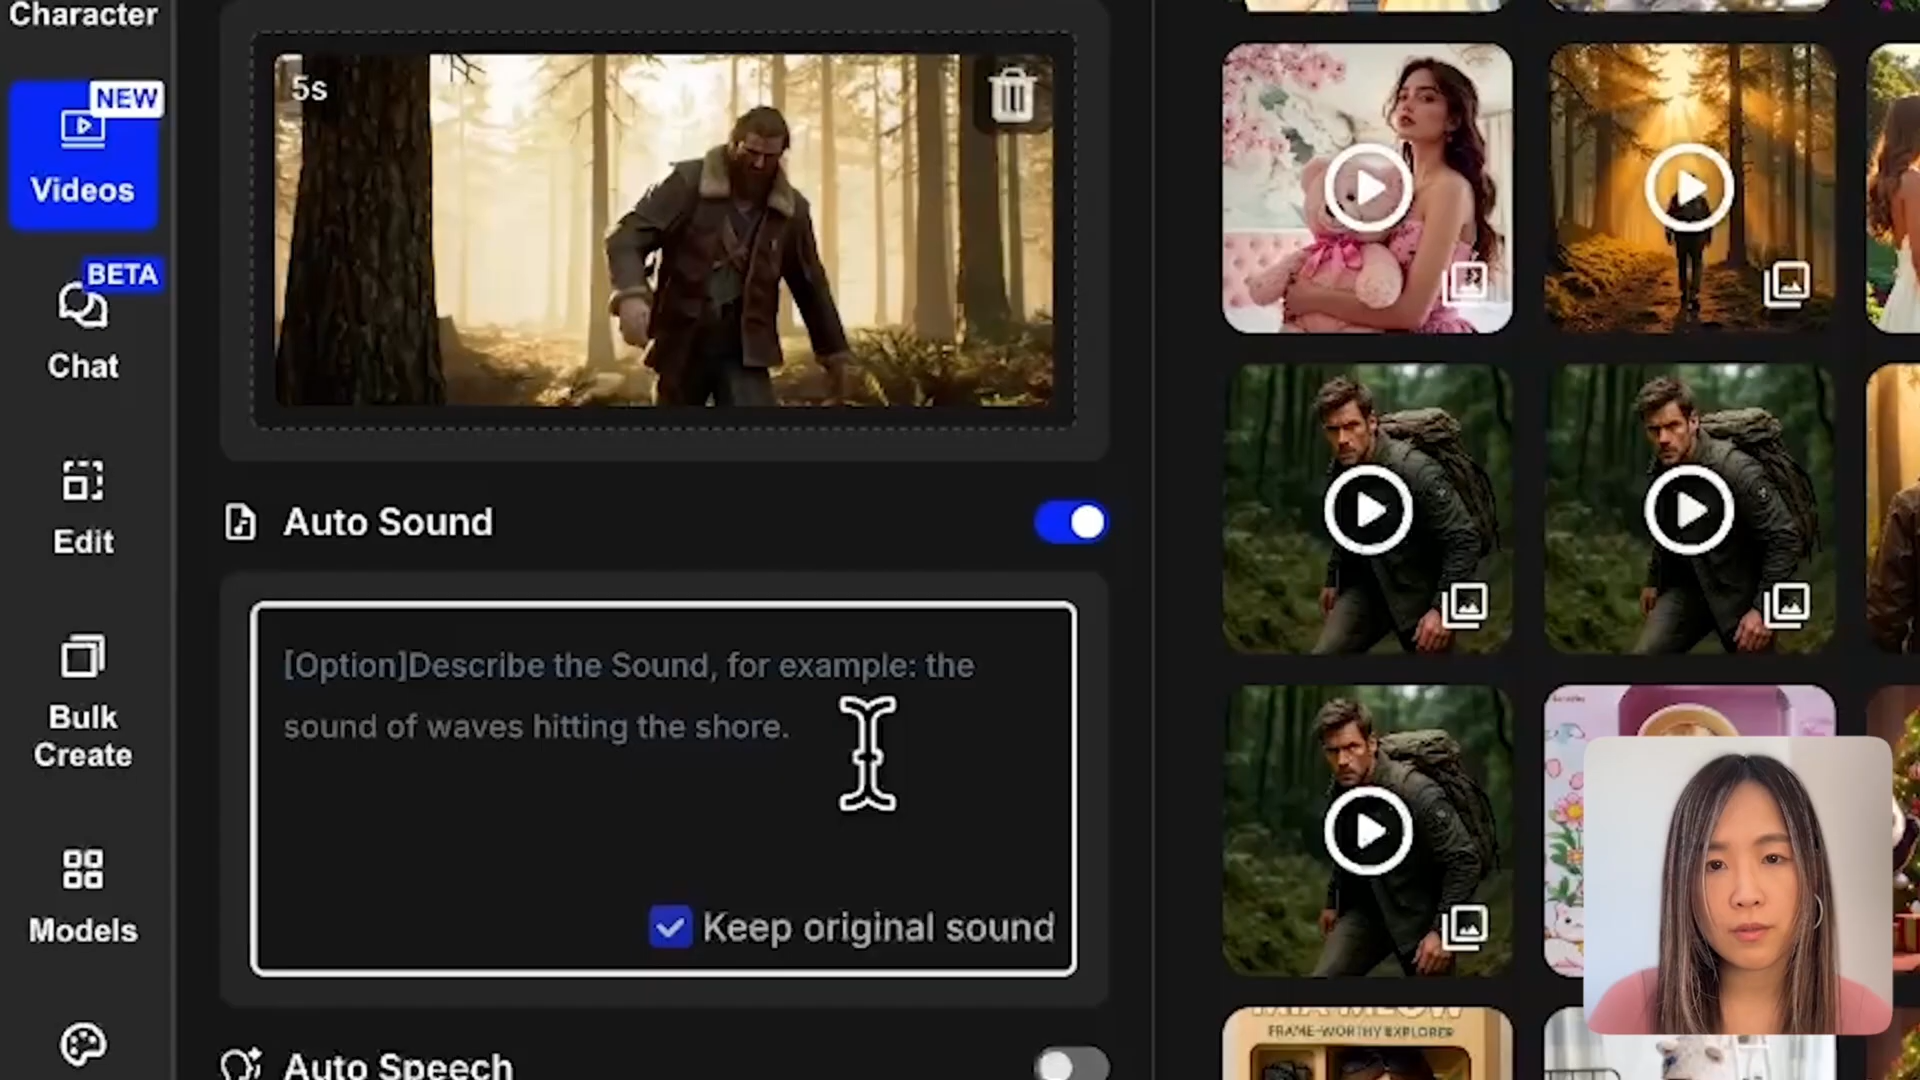 Character
NEW
Videos
BETA
Chat
Edit
Bulk
Create
Models
5s
Auto Sound
[Option]Describe the Sound, for example: the
sound of waves hitting the shore.
Keep original sound
Auto Speech
FRAME-WORTHY EXPLORER